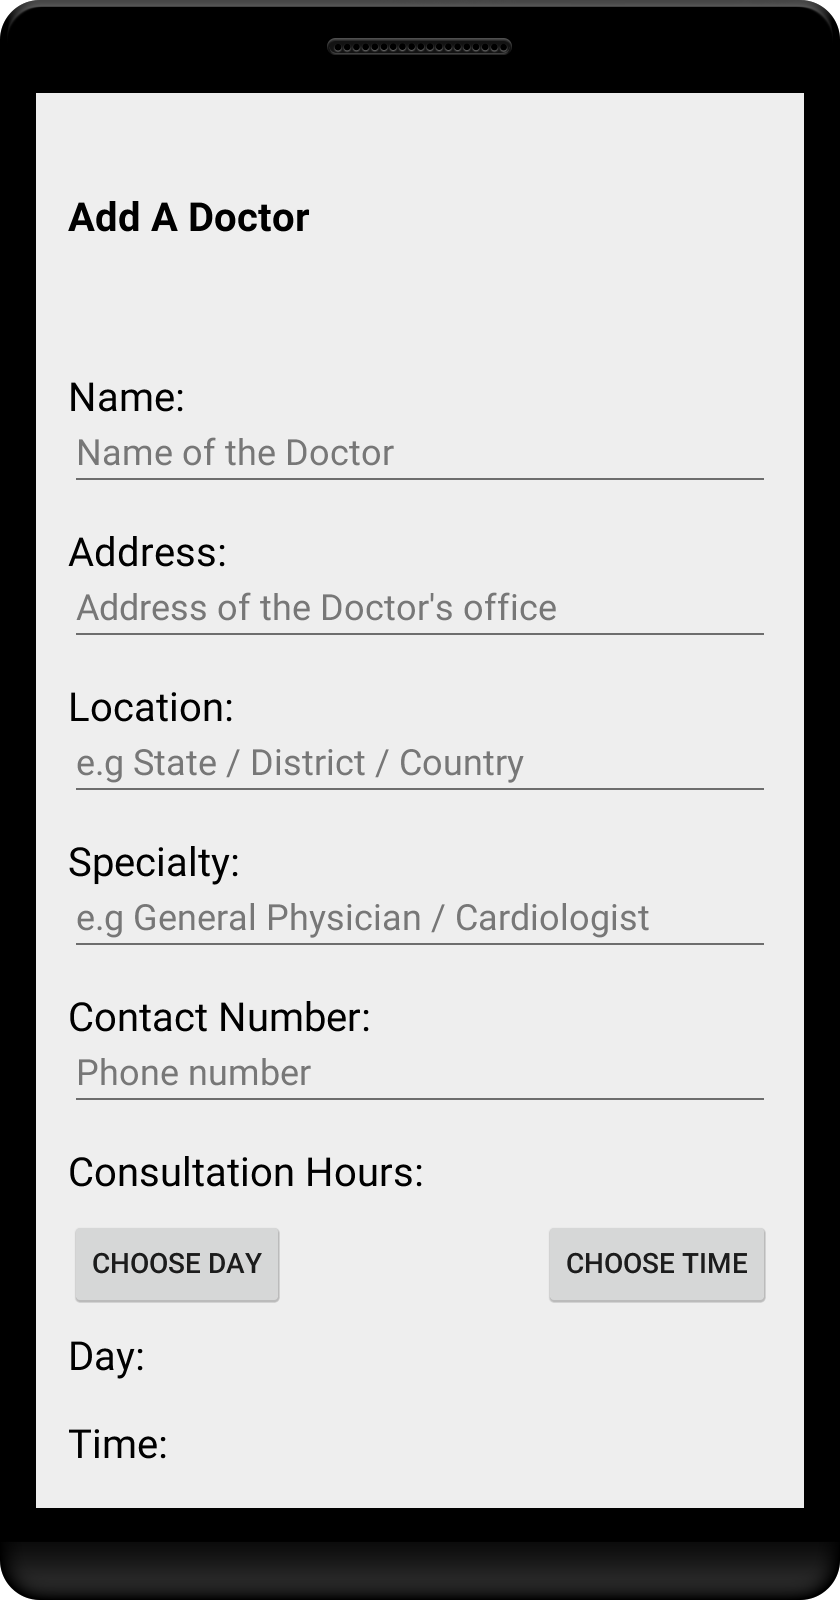 Add A Doctor
Name:
Name of the Doctor
Address:
Address of the Doctor's office
Location:
e.g State / District / Country
Specialty:
e.g General Physician / Cardiologist
Contact Number:
Phone number
Consultation Hours:
CHOOSE DAY CHOOSE TIME
Day:
Time: